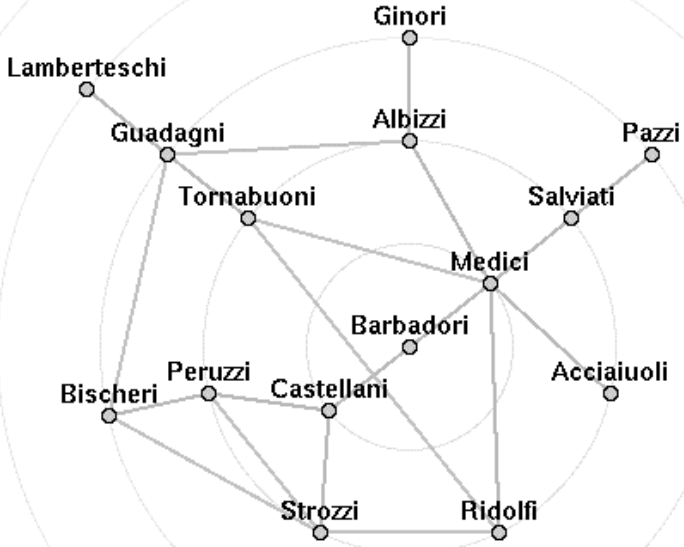 Ginori
Lamberteschi
Guadagni
Albizzi
Pazzi
Tornabuoni
Salviati
Medici
Barbadori
Bischeri
Peruzzi
Castellani
Acciaiuoli
Strozzi
Ridolfi